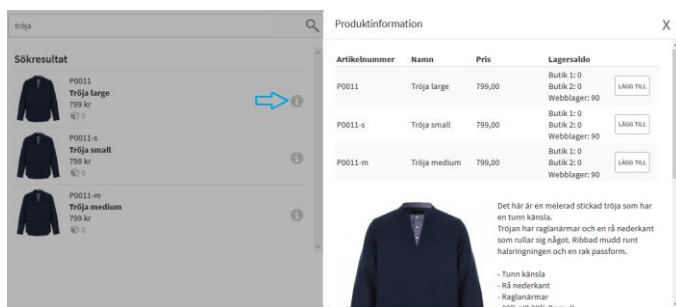 tröja
Sökresultat
P0011
Tröja large
799 kr
0
P0011-s
Tröja small
799 kr
0
P0011-m
Tröja medium
799 kr
0
Produktinformation
X
Artikelnummer Namn Pris Lagersaldo
P0011 Tröja large 799,00
Butik 1: 0
Butik 2: 0
Webblager: 90
LÄGG TILL
P0011-s Tröja small 799,00
Butik 1: 0
Butik 2: 0
Webblager: 90
LÄGG TILL
P0011-m Tröja medium 799,00
Butik 1: 0
Butik 2: 0
Webblager: 90
LÄGG TILL
Det här är en melerad stickad tröja som har
en tunn känsla.
Tröjan har raglanärmar och en rå nederkant
som rullar sig något. Ribbad mudd runt
halsringningen och en rak passform.
- Tunn känsla
- Rå nederkant
- Raglanärmar